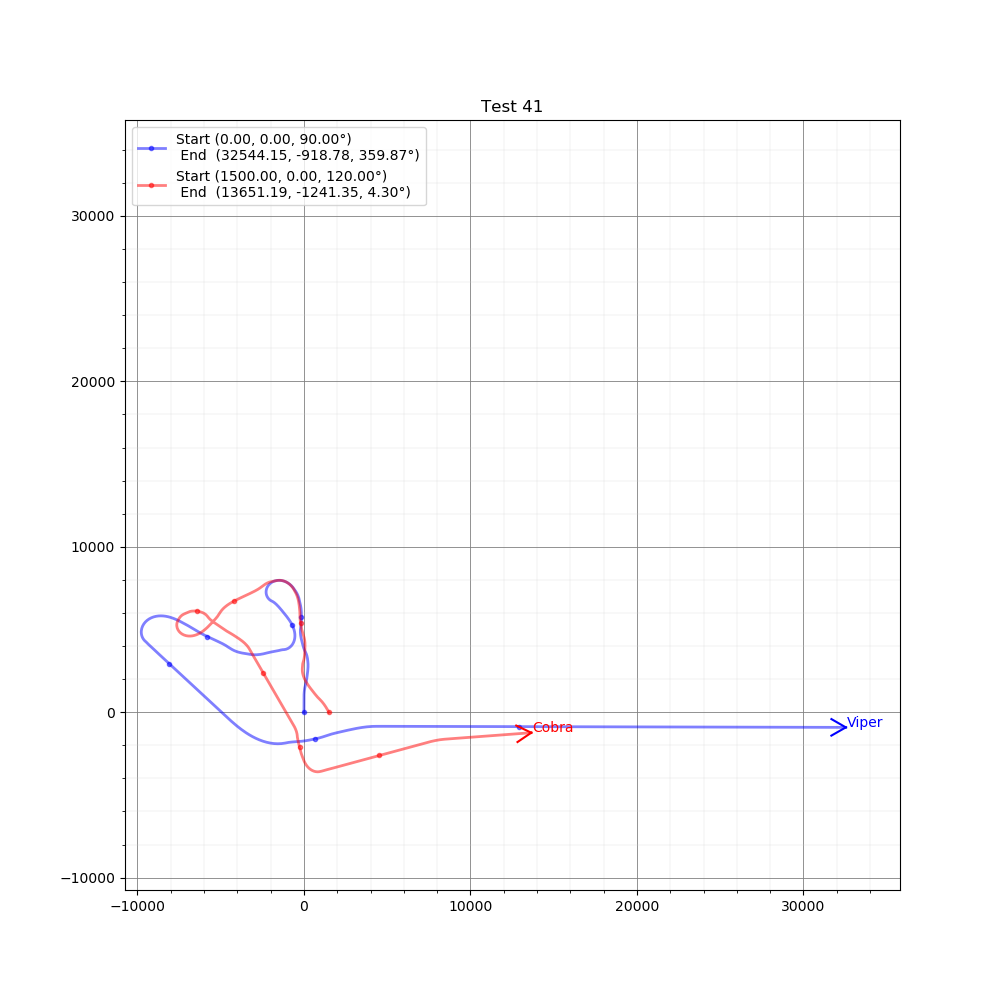 Test 41
Start (0.00, 0.00, 90.00°)
End  (32544.15, -918.78, 359.87°)
Start (1500.00, 0.00, 120.00°)
End  (13651.19, -1241.35, 4.30°)
30000
20000
10000
0
−10000
Cobra
Viper
−10000
0
10000
20000
30000